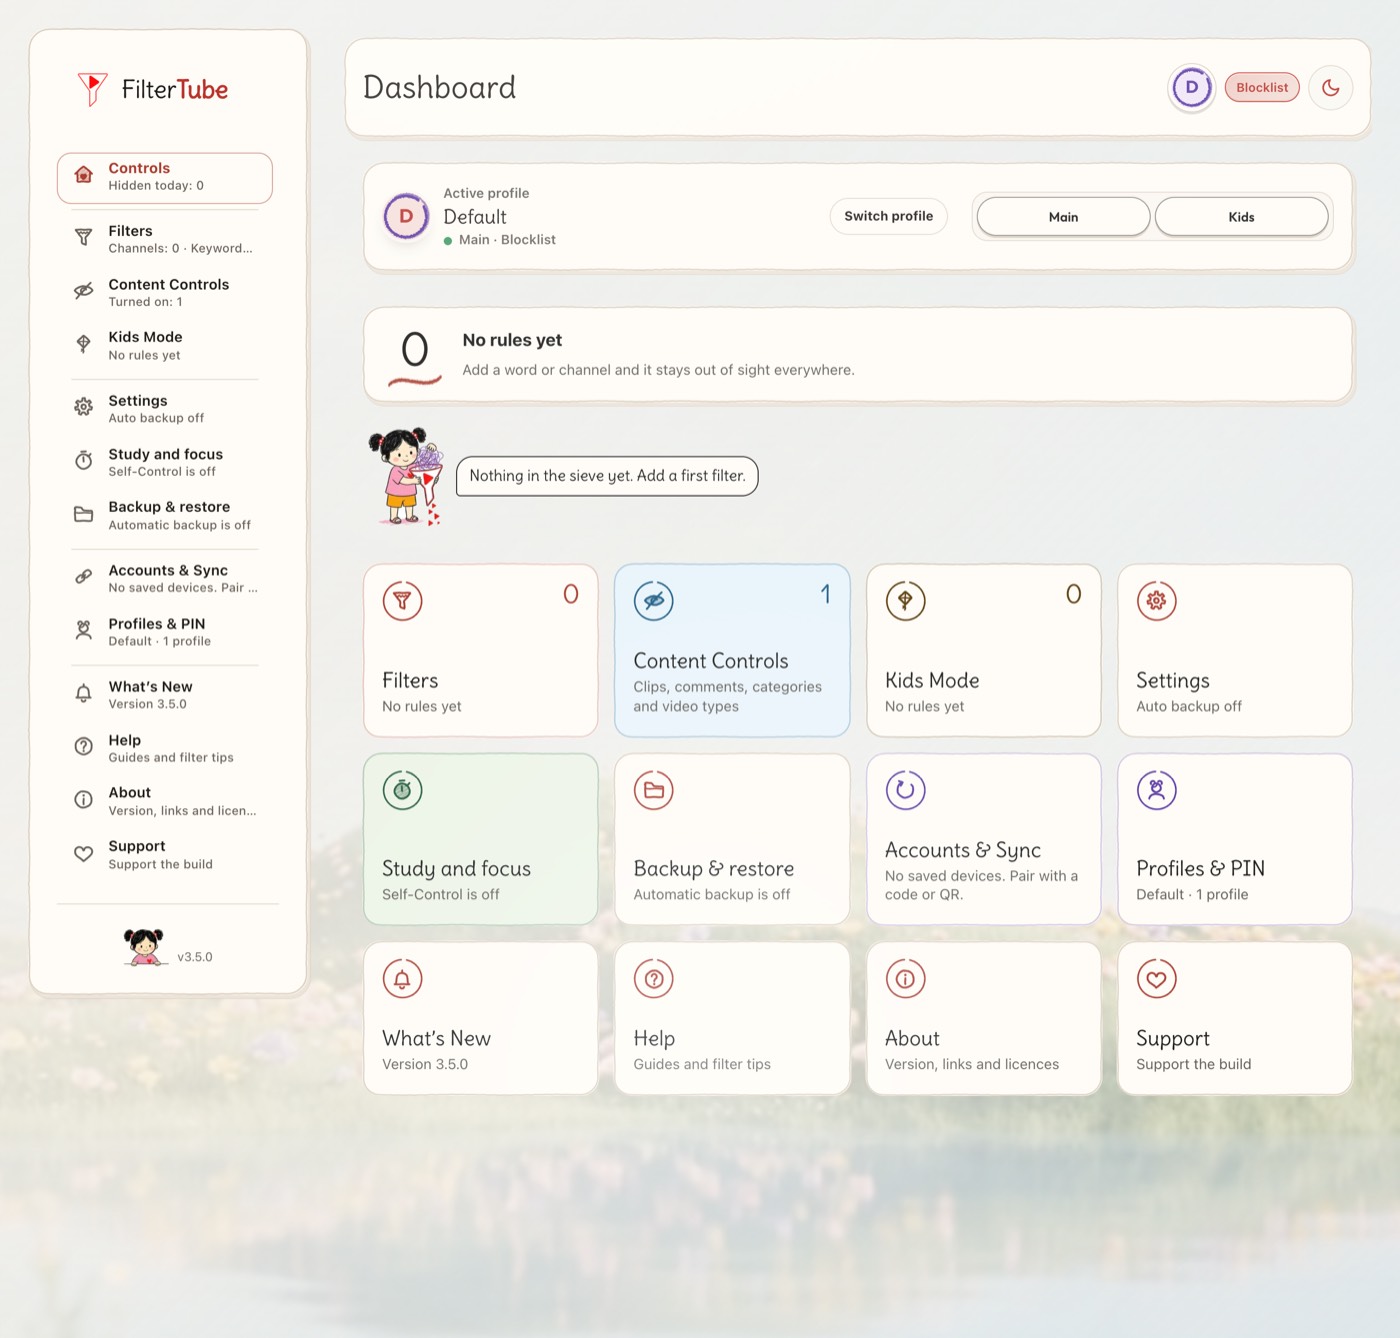 FilterTube
Controls
Hidden today: 0
Filters
Channels: 0 · Keyword...
Content Controls
Turned on: 1
Kids Mode
No rules yet
Settings
Auto backup off
Study and focus
Self-Control is off
Backup & restore
Automatic backup is off
Accounts & Sync
No saved devices. Pair ...
Profiles & PIN
Default · 1 profile
What's New
Version 3.5.0
Help
Guides and filter tips
About
Version, links and licen...
Support
Support the build
v3.5.0
Dashboard
D
Blocklist
D
Active profile
Default
Main · Blocklist
Switch profile
Main
Kids
0
No rules yet
Add a word or channel and it stays out of sight everywhere.
Nothing in the sieve yet. Add a first filter.
0
Filters
No rules yet
1
Content Controls
Clips, comments, categories
and video types
0
Kids Mode
No rules yet
Settings
Auto backup off
Study and focus
Self-Control is off
Backup & restore
Automatic backup is off
Accounts & Sync
No saved devices. Pair with a
code or QR.
Profiles & PIN
Default · 1 profile
What's New
Version 3.5.0
Help
Guides and filter tips
About
Version, links and licences
Support
Support the build